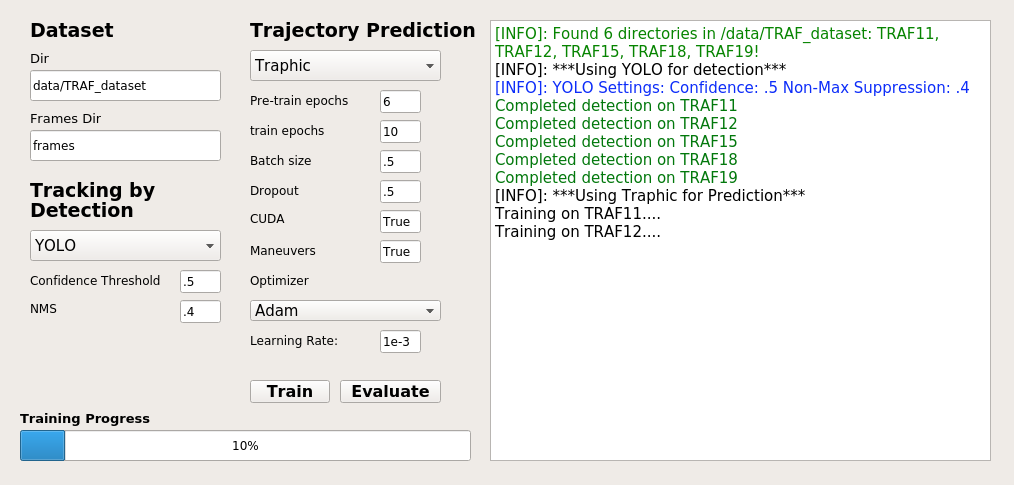 Dataset
Dir
data/TRAF_dataset
Frames Dir
frames
Tracking by
Detection
YOLO
Confidence Threshold .5
NMS .4
Trajectory Prediction
Traphic
Pre-train epochs 6
train epochs 10
Batch size .5
Dropout .5
CUDA True
Maneuvers True
Optimizer
Adam
Learning Rate: 1e-3
Train Evaluate
Training Progress
10%
[INFO]: Found 6 directories in /data/TRAF_dataset: TRAF11,
TRAF12, TRAF15, TRAF18, TRAF19!
[INFO]: ***Using YOLO for detection***
[INFO]: YOLO Settings: Confidence: .5 Non-Max Suppression: .4
Completed detection on TRAF11
Completed detection on TRAF12
Completed detection on TRAF15
Completed detection on TRAF18
Completed detection on TRAF19
[INFO]: ***Using Traphic for Prediction***
Training on TRAF11....
Training on TRAF12....